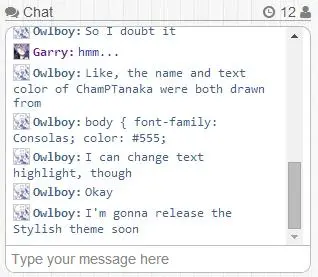 Chat 12
Owlboy: So I doubt it
Garry: hmm...
Owlboy: Like, the name and text
color of ChamPTanaka were both drawn
from
Owlboy: body { font-family:
Consolas; color: #555;
Owlboy: I can change text
highlight, though
Owlboy: Okay
Owlboy: I'm gonna release the
Stylish theme soon
Type your message here